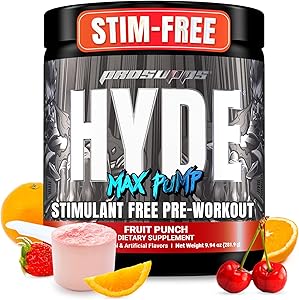 STIM-FREE
PROSUPPS
HYDE
MAX PUMP
STIMULANT FREE PRE-WORKOUT
FRUIT PUNCH
DIETARY SUPPLEMENT
& Artificial Flavors | Net Weight 9.94 oz (281.9 g)